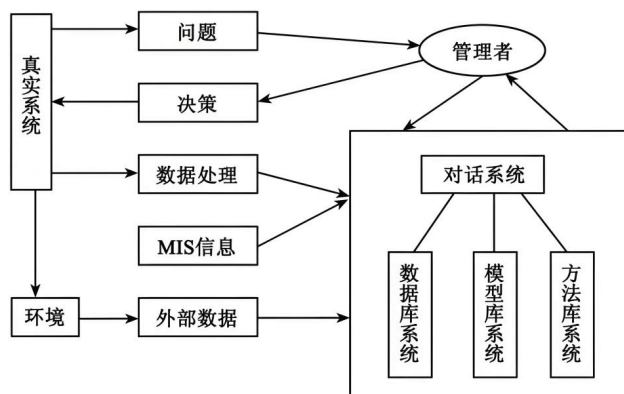 真实系统
问题
管理者
决策
数据处理
MIS信息
对话系统
数据库系统
模型库系统
方法库系统
环境
外部数据